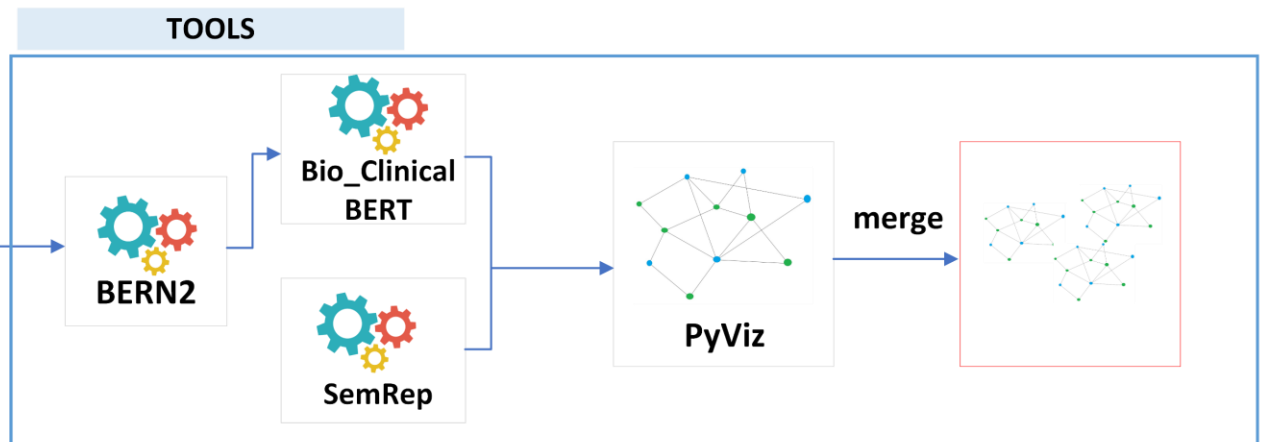 TOOLS
Bio_Clinical
BERT
BERN2
SemRep
PyViz
merge